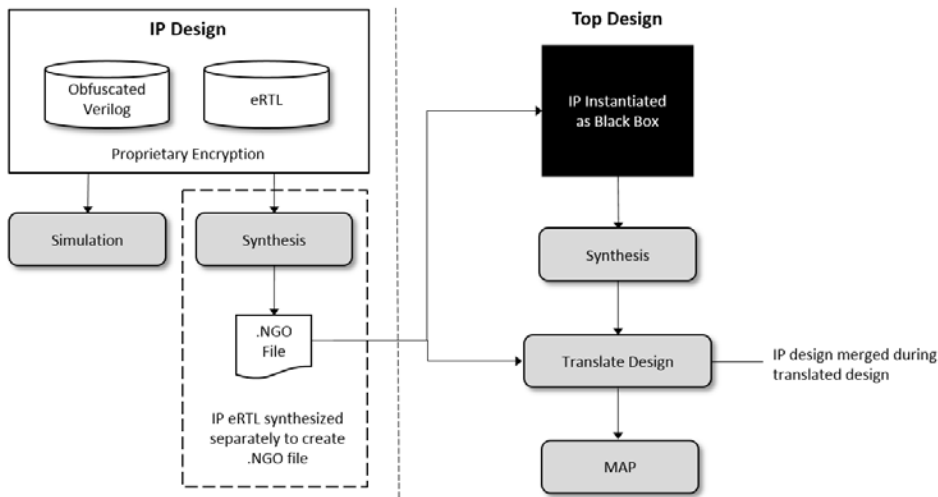 IP Design
Obfuscated
Verilog
eRTL
Proprietary Encryption
Simulation
Synthesis
.NGO
File
IP eRTL synthesized
separately to create
.NGO file
Top Design
IP Instantiated
as Black Box
Synthesis
Translate Design
IP design merged during
translated design
MAP